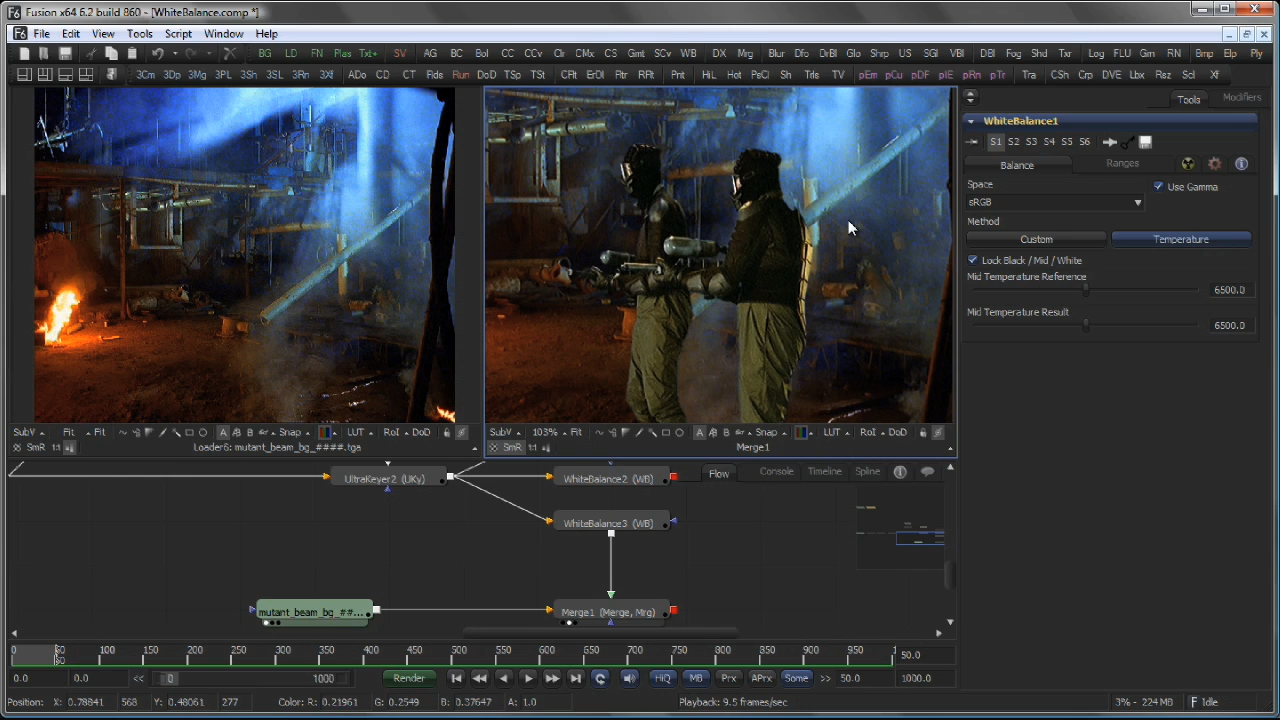 F6 Fusion x64 6.2 build 860 - [WhiteBalance.comp *]
F6 File Edit View Tools Script Window Help
BG LD FN Plas Txt+ SV AG BC Bol CC CCv Clr CMx CS Gmt SCv WB DX Mrg Blur Dfo DrBl Glo Shrp US SGl VBl DBl Fog Shd Txr Log FLU Grn RN Bmp Elp Ply
3Cm 3Dp 3Mg 3PL 3Sh 3SL 3Rn 3Xf ADo CD CT Flds Run DoD TSp TSt CFlt ErDl Fltr RFlt Pnt HiL Hot PsCl Sh Trls TV pEm pCu pDF pIE pRn pTr Tra CSh Crp DVE Lbx Rsz Scl Xf
Tools Modifiers
WhiteBalance1
S1 S2 S3 S4 S5 S6
Balance Ranges
Space
Use Gamma
sRGB
Method
Custom Temperature
Lock Black / Mid / White
Mid Temperature Reference
6500.0
Mid Temperature Result
6500.0
SubV Fit Fit A Snap LUT RoI DoD
SmR 1:1
Loader6: mutant_beam_bg_####.tga
SubV 103% Fit A Snap LUT RoI DoD
SmR 1:1
Merge1
Flow Console Timeline Spline
UltraKeyer2 (UKy)
WhiteBalance2 (WB)
WhiteBalance3 (WB)
mutant_beam_bg_##...
Merge1 (Merge, Mrg)
0 50 100 150 200 250 300 350 400 450 500 550 600 650 700 750 800 850 900 950 1
50
50.0
0.0 0.0 << 0 1000 Render HiQ MB Prx APrx Some >> 50.0 1000.0
Position: X: 0.78841 568 Y: 0.48061 277 Color: R: 0.21961 G: 0.2549 B: 0.37647 A: 1.0 Playback: 9.5 frames/sec 3% - 224 MB Idle